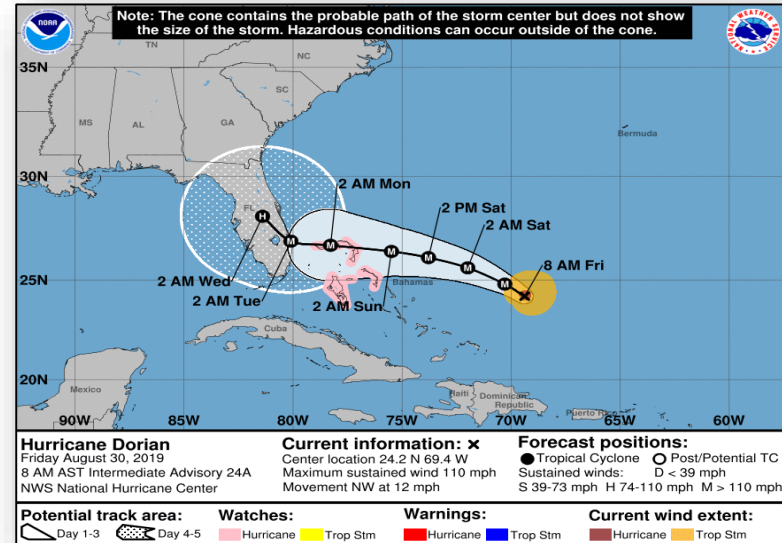 Note: The cone contains the probable path of the storm center but does not show
the size of the storm. Hazardous conditions can occur outside of the cone.
NOAA
NATIONAL WEATHER SERVICE
35N
30N
25N
20N
TN
NC
SC
MS
AL
GA
FL
Bermuda
2 AM Mon
2 PM Sat
2 AM Sat
8 AM Fri
H
M
M
M
M
M
M
2 AM Wed
2 AM Tue
2 AM Sun
Bahamas
Cuba
Mexico
Haiti
Dominican
Republic
Puerto Rico
90W
85W
80W
75W
70W
65W
60W
Hurricane Dorian
Friday August 30, 2019
8 AM AST Intermediate Advisory 24A
NWS National Hurricane Center
Current information: ×
Center location 24.2 N 69.4 W
Maximum sustained wind 110 mph
Movement NW at 12 mph
Forecast positions:
● Tropical Cyclone ○ Post/Potential TC
Sustained winds: D < 39 mph
S 39-73 mph H 74-110 mph M > 110 mph
Potential track area:
Day 1-3 Day 4-5
Watches:
Hurricane Trop Stm
Warnings:
Hurricane Trop Stm
Current wind extent:
Hurricane Trop Stm